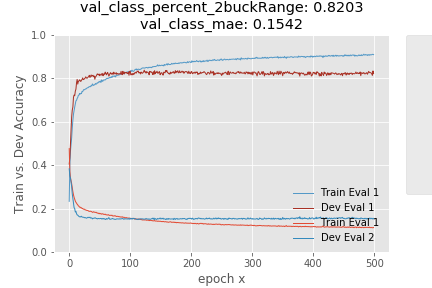 val_class_percent_2buckRange: 0.8203
val_class_mae: 0.1542
1.0
0.8
0.6
0.4
0.2
0.0
Train vs. Dev Accuracy
Train Eval 1
Dev Eval 1
Train Eval 1
Dev Eval 2
0 100 200 300 400 500
epoch x